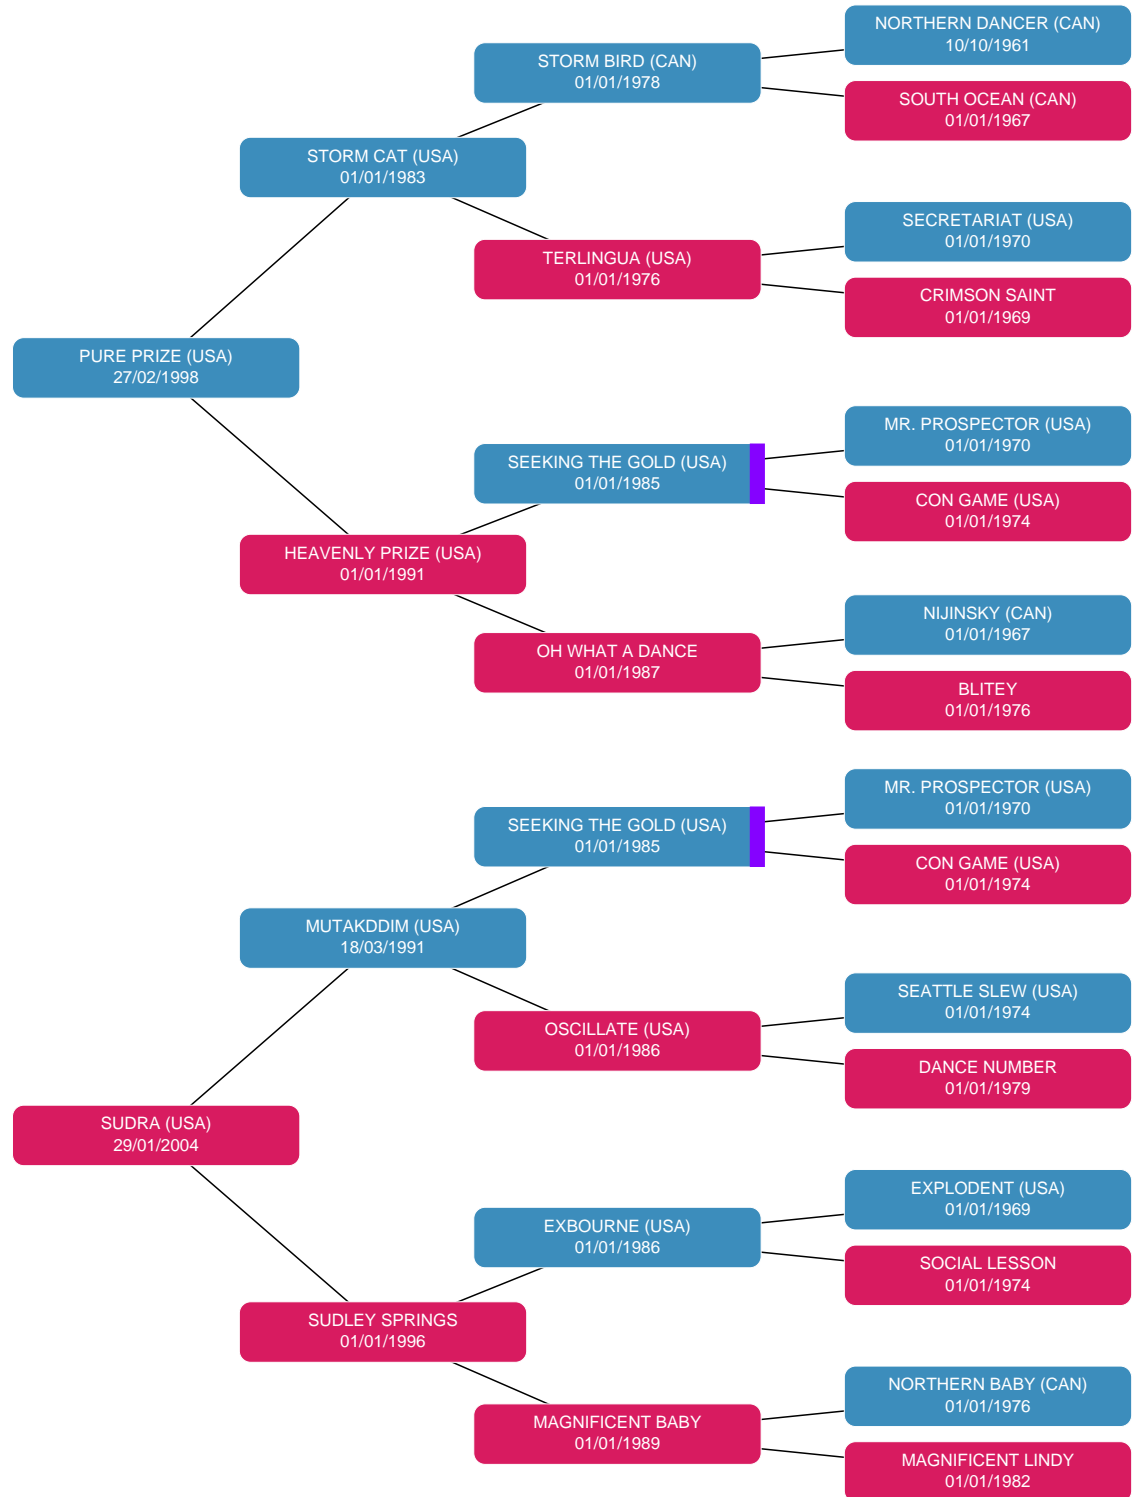 NORTHERN DANCER (CAN)
10/10/1961
STORM BIRD (CAN)
01/01/1978
SOUTH OCEAN (CAN)
01/01/1967
STORM CAT (USA)
01/01/1983
SECRETARIAT (USA)
01/01/1970
TERLINGUA (USA)
01/01/1976
CRIMSON SAINT
01/01/1969
PURE PRIZE (USA)
27/02/1998
MR. PROSPECTOR (USA)
01/01/1970
SEEKING THE GOLD (USA)
01/01/1985
CON GAME (USA)
01/01/1974
HEAVENLY PRIZE (USA)
01/01/1991
NIJINSKY (CAN)
01/01/1967
OH WHAT A DANCE
01/01/1987
BLITEY
01/01/1976
MR. PROSPECTOR (USA)
01/01/1970
SEEKING THE GOLD (USA)
01/01/1985
CON GAME (USA)
01/01/1974
MUTAKDDIM (USA)
18/03/1991
SEATTLE SLEW (USA)
01/01/1974
OSCILLATE (USA)
01/01/1986
DANCE NUMBER
01/01/1979
SUDRA (USA)
29/01/2004
EXPLODENT (USA)
01/01/1969
EXBOURNE (USA)
01/01/1986
SOCIAL LESSON
01/01/1974
SUDLEY SPRINGS
01/01/1996
NORTHERN BABY (CAN)
01/01/1976
MAGNIFICENT BABY
01/01/1989
MAGNIFICENT LINDY
01/01/1982